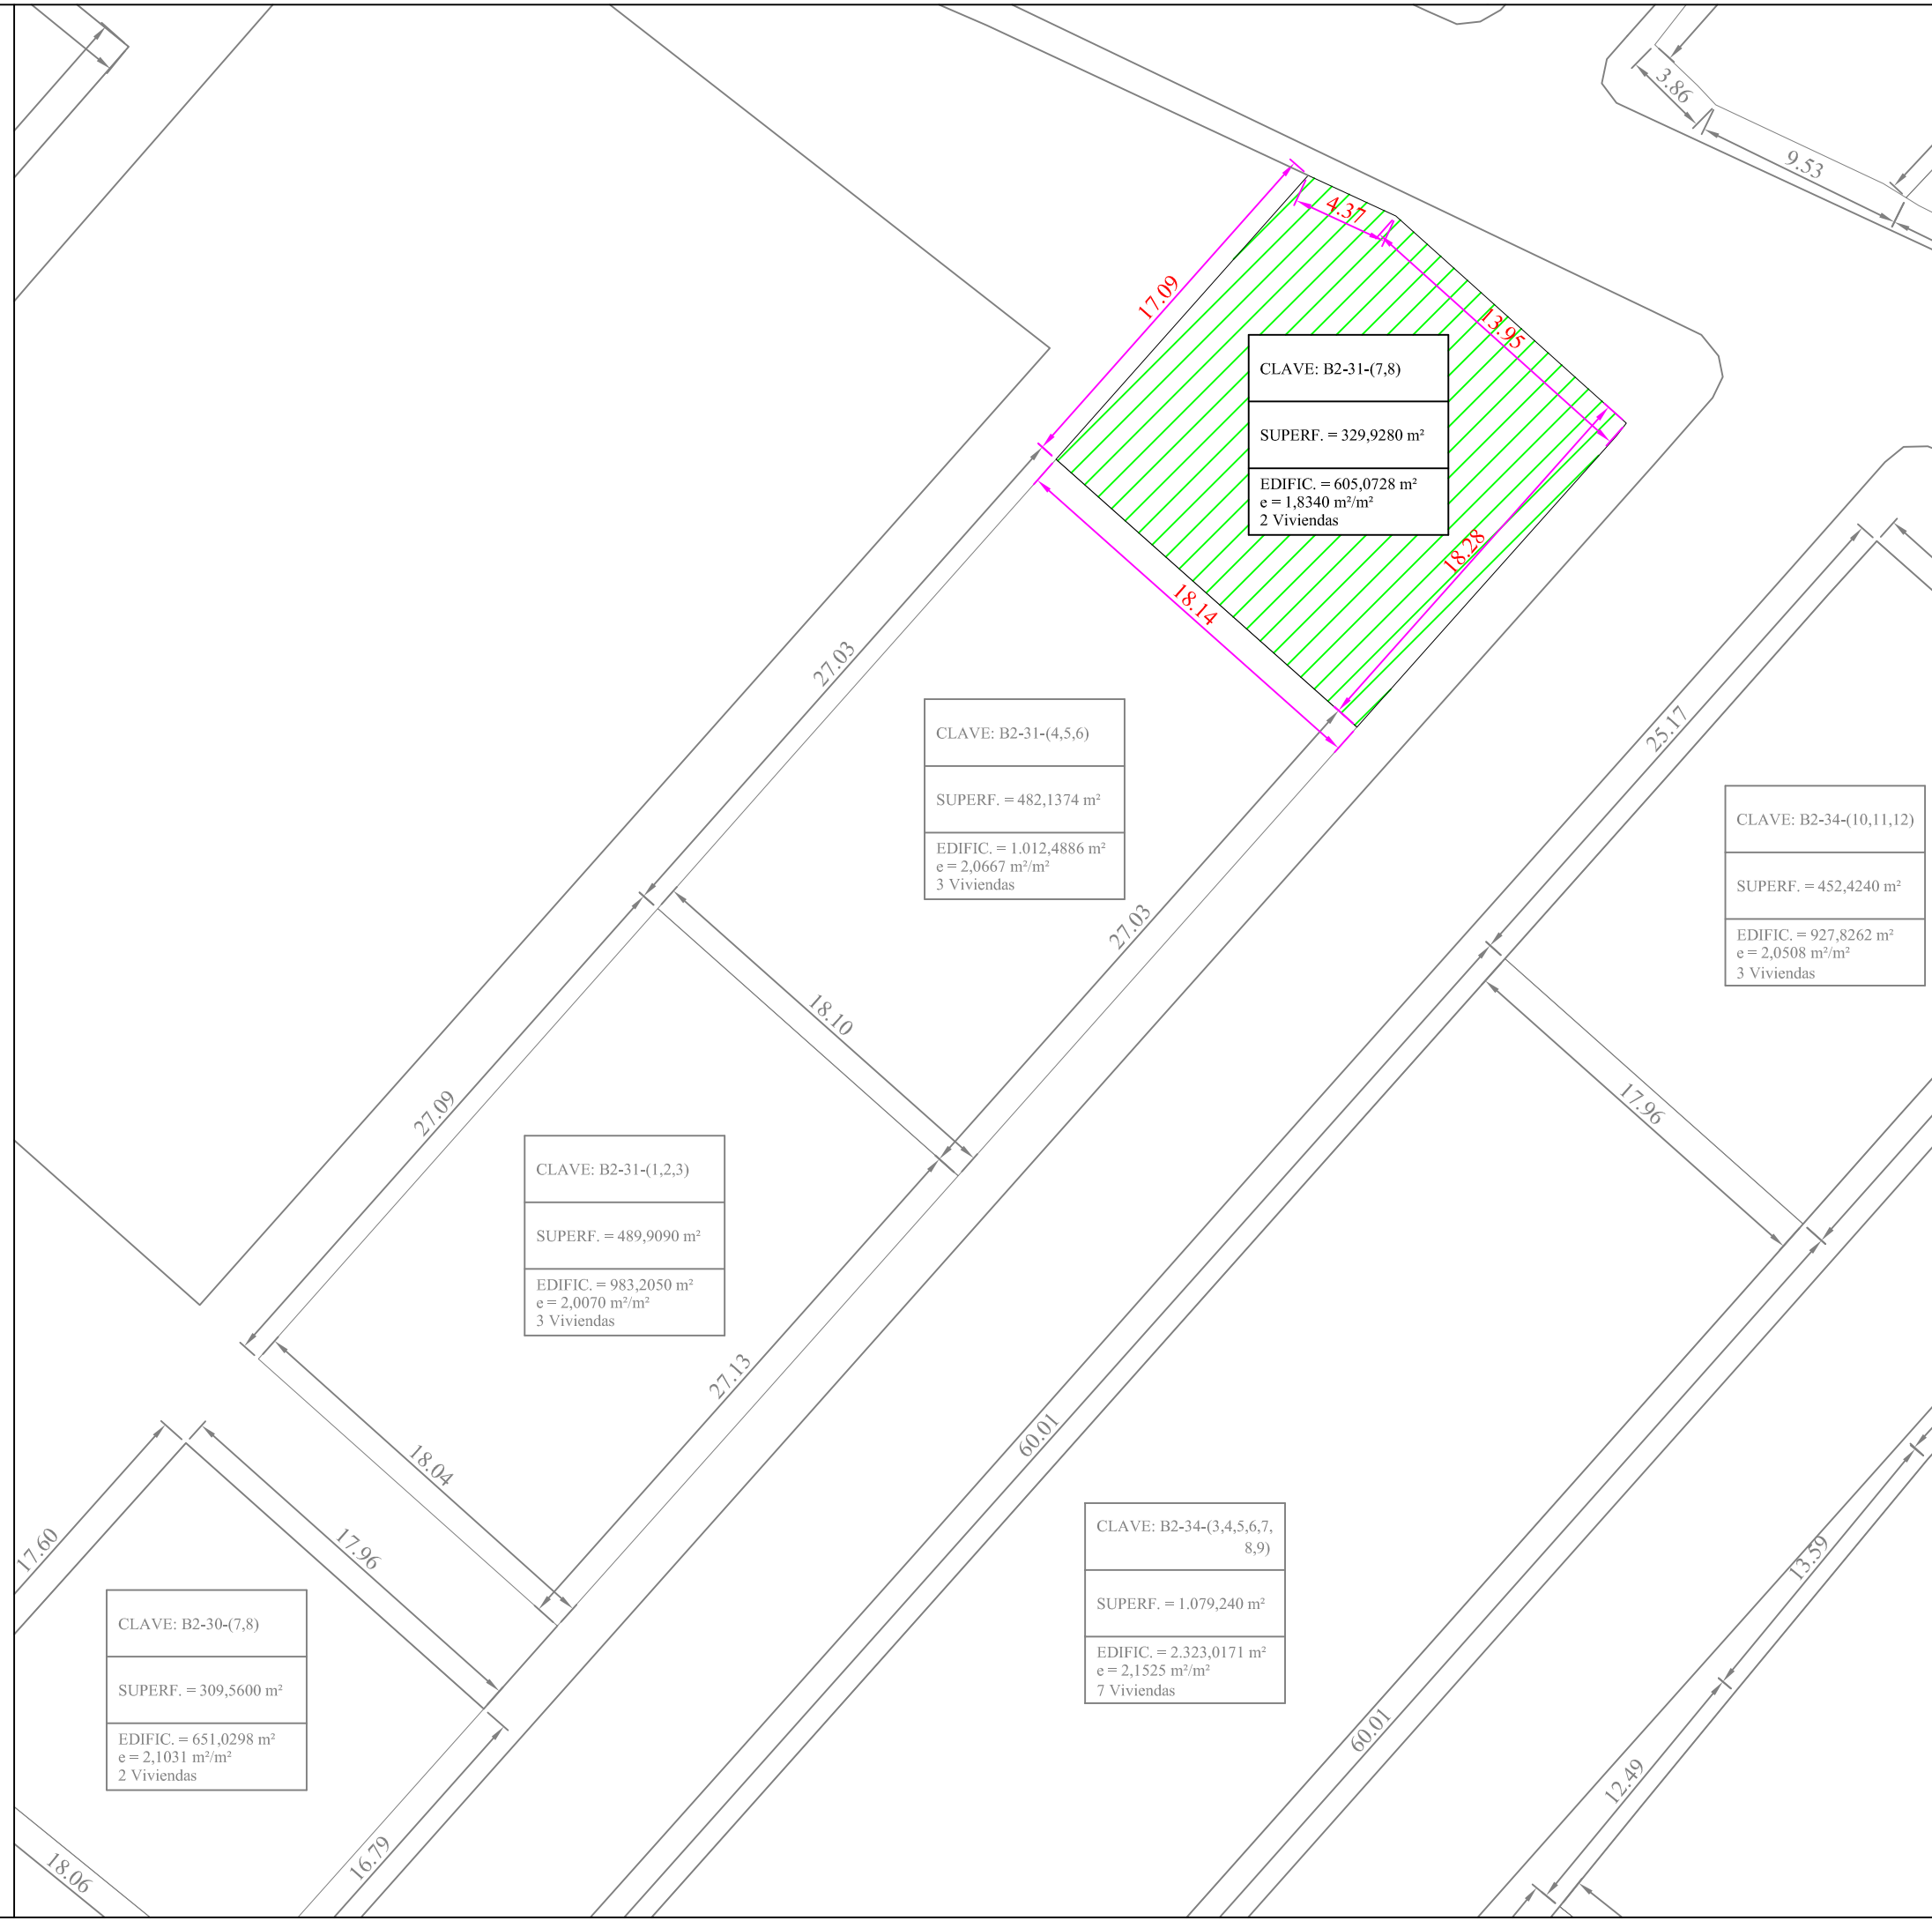 3.86
9.53
4.37
17.09
13.95
CLAVE: B2-31-(7,8)
SUPERF. = 329,9280 m²
EDIFIC. = 605,0728 m²
e = 1,8340 m²/m²
2 Viviendas
18.28
18.14
27.03
25.17
CLAVE: B2-31-(4,5,6)
SUPERF. = 482,1374 m²
EDIFIC. = 1.012,4886 m²
e = 2,0667 m²/m²
3 Viviendas
CLAVE: B2-34-(10,11,12)
SUPERF. = 452,4240 m²
EDIFIC. = 927,8262 m²
e = 2,0508 m²/m²
3 Viviendas
27.03
18.10
27.09
17.96
CLAVE: B2-31-(1,2,3)
SUPERF. = 489,9090 m²
EDIFIC. = 983,2050 m²
e = 2,0070 m²/m²
3 Viviendas
27.13
60.01
18.04
17.60
17.96
13.59
CLAVE: B2-34-(3,4,5,6,7,
8,9)
SUPERF. = 1.079,240 m²
EDIFIC. = 2.323,0171 m²
e = 2,1525 m²/m²
7 Viviendas
CLAVE: B2-30-(7,8)
SUPERF. = 309,5600 m²
EDIFIC. = 651,0298 m²
e = 2,1031 m²/m²
2 Viviendas
60.01
12.49
16.79
18.06